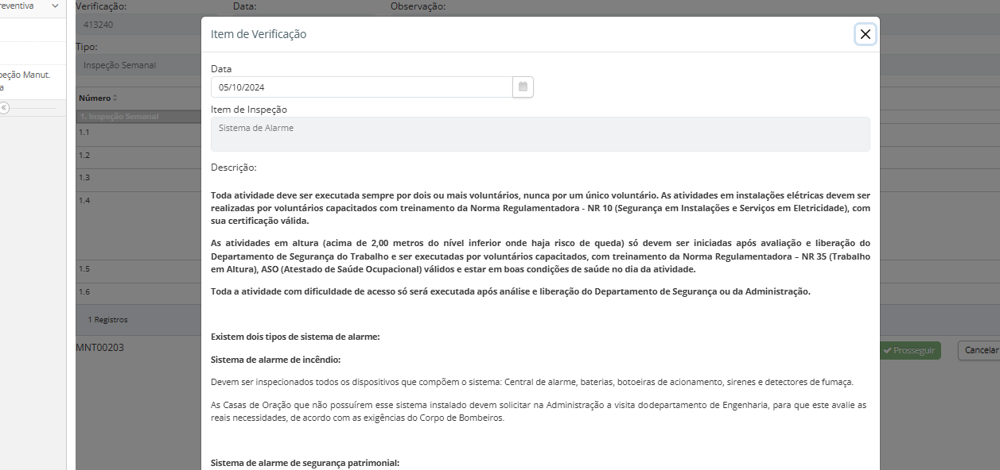 reventiva
Verificação:
Data:
Observação:
413240
Tipo:
Inspeção Semanal
peção Manut.
a
Número
1. Inspeção Semanal
1.1
1.2
1.3
1.4
1.5
1.6
1 Registros
MNT00203
Item de Verificação
Data
05/10/2024
Item de Inspeção
Sistema de Alarme
Descrição:
Toda atividade deve ser executada sempre por dois ou mais voluntários, nunca por um único voluntário. As atividades em instalações elétricas devem ser
realizadas por voluntários capacitados com treinamento da Norma Regulamentadora - NR 10 (Segurança em Instalações e Serviços em Eletricidade), com
sua certificação válida.
As atividades em altura (acima de 2,00 metros do nível inferior onde haja risco de queda) só devem ser iniciadas após avaliação e liberação do
Departamento de Segurança do Trabalho e ser executadas por voluntários capacitados, com treinamento da Norma Regulamentadora – NR 35 (Trabalho
em Altura), ASO (Atestado de Saúde Ocupacional) válidos e estar em boas condições de saúde no dia da atividade.
Toda a atividade com dificuldade de acesso só será executada após análise e liberação do Departamento de Segurança ou da Administração.
Existem dois tipos de sistema de alarme:
Sistema de alarme de incêndio:
Devem ser inspecionados todos os dispositivos que compõem o sistema: Central de alarme, baterias, botoeiras de acionamento, sirenes e detectores de fumaça.
As Casas de Oração que não possuírem esse sistema instalado devem solicitar na Administração a visita dodepartamento de Engenharia, para que este avalie as
reais necessidades, de acordo com as exigências do Corpo de Bombeiros.
Sistema de alarme de segurança patrimonial:
Prosseguir
Cancelar